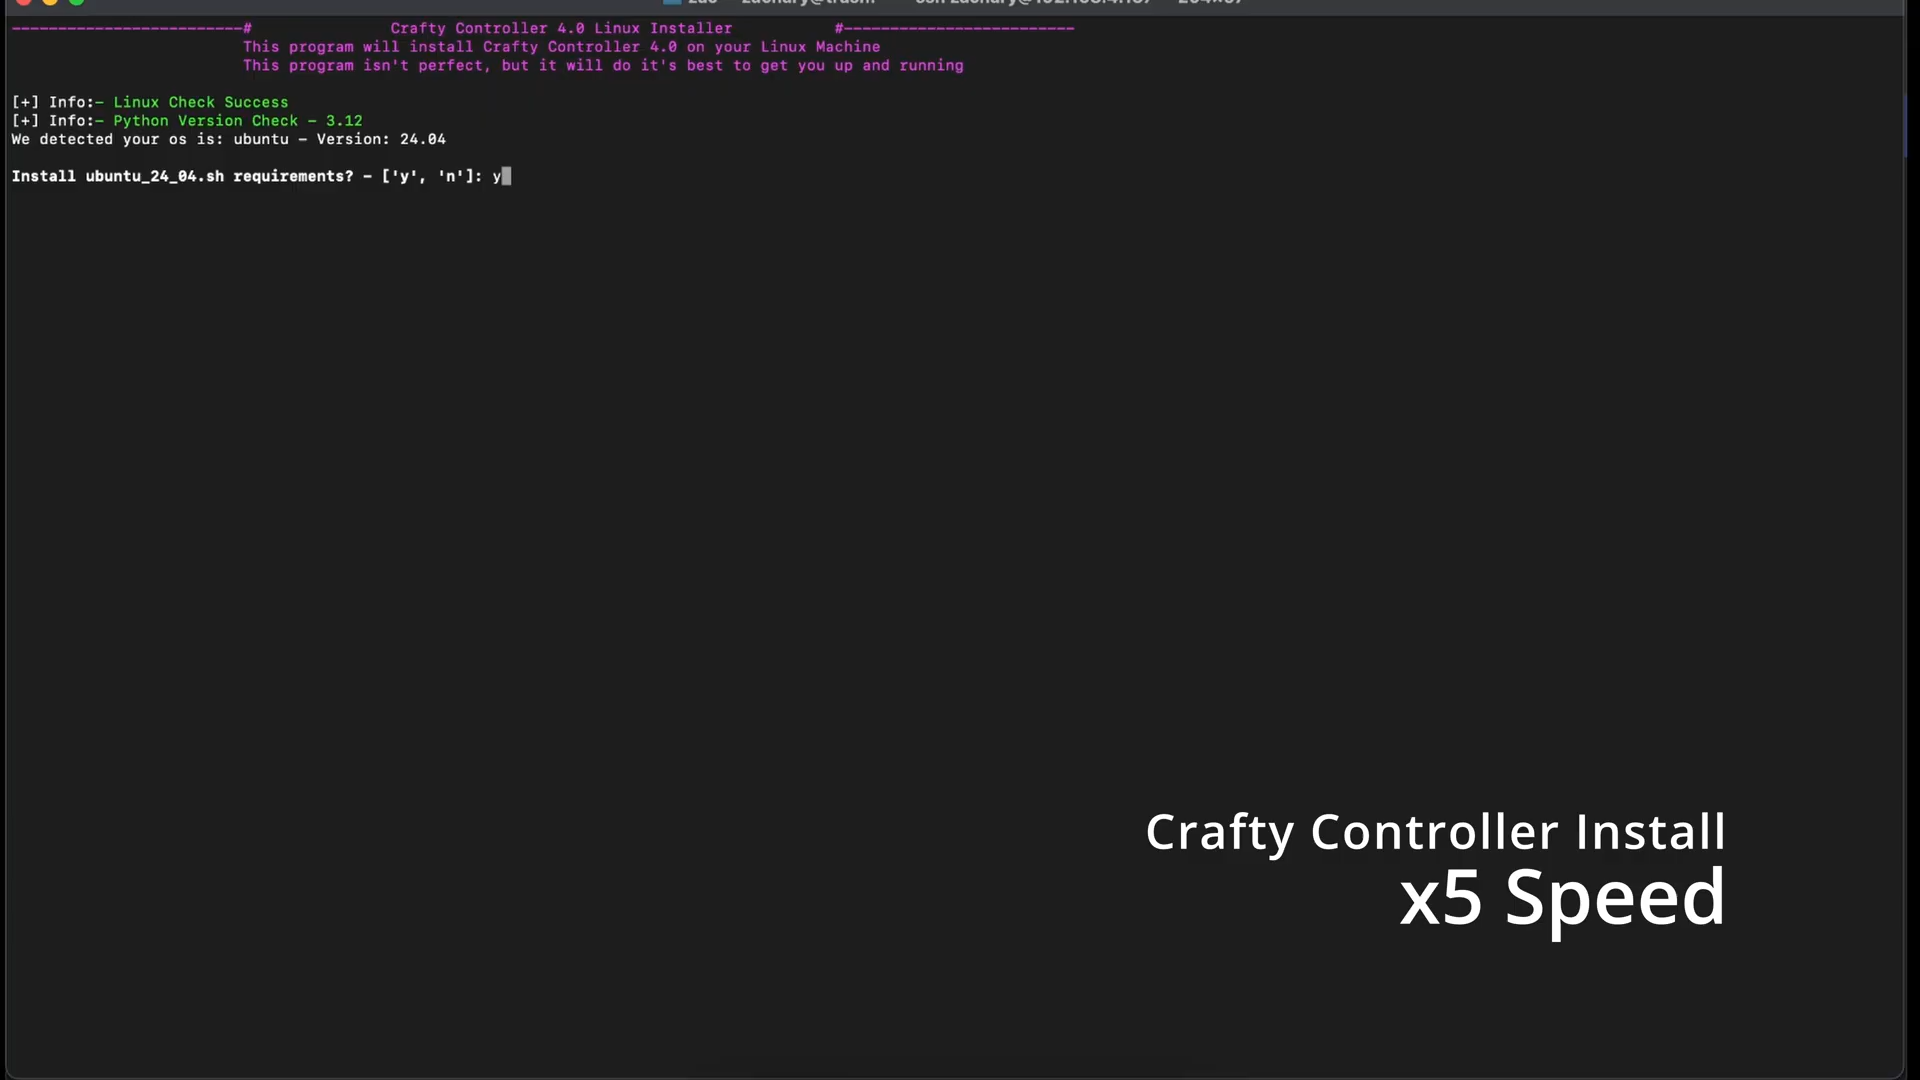 ------------------------# Crafty Controller 4.0 Linux Installer #------------------------
This program will install Crafty Controller 4.0 on your Linux Machine
This program isn't perfect, but it will do it's best to get you up and running
[+] Info:- Linux Check Success
[+] Info:- Python Version Check - 3.12
We detected your os is: ubuntu - Version: 24.04
Install ubuntu_24_04.sh requirements? - ['y', 'n']: y
Crafty Controller Install
x5 Speed